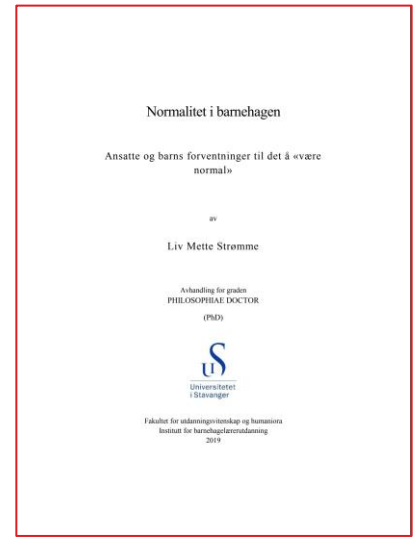 Normalitet i barnehagen
Ansatte og barns forventninger til det å «være
normal»
av
Liv Mette Strømme
Avhandling for graden
PHILOSOPHIAE DOCTOR
(PhD)
US
Universitetet
i Stavanger
Fakultet for utdanningsvitenskap og humaniora
Institutt for barnehagelærerutdanning
2019